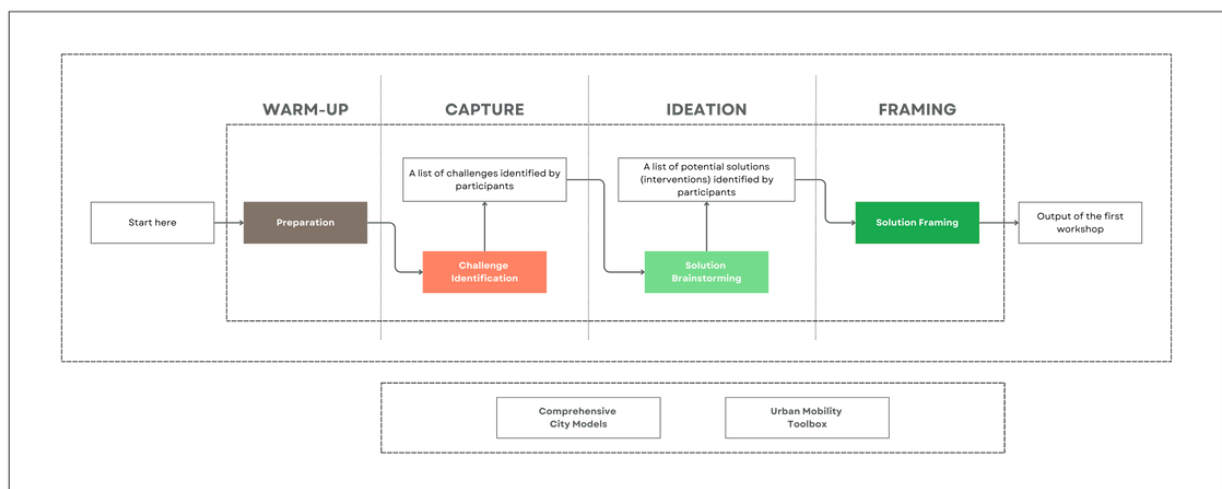 WARM-UP
CAPTURE
IDEATION
FRAMING
Start here
Preparation
A list of challenges identified by
participants
Challenge
Identification
A list of potential solutions
(interventions) identified by
participants
Solution
Brainstorming
Solution Framing
Output of the first
workshop
Comprehensive
City Models
Urban Mobility
Toolbox